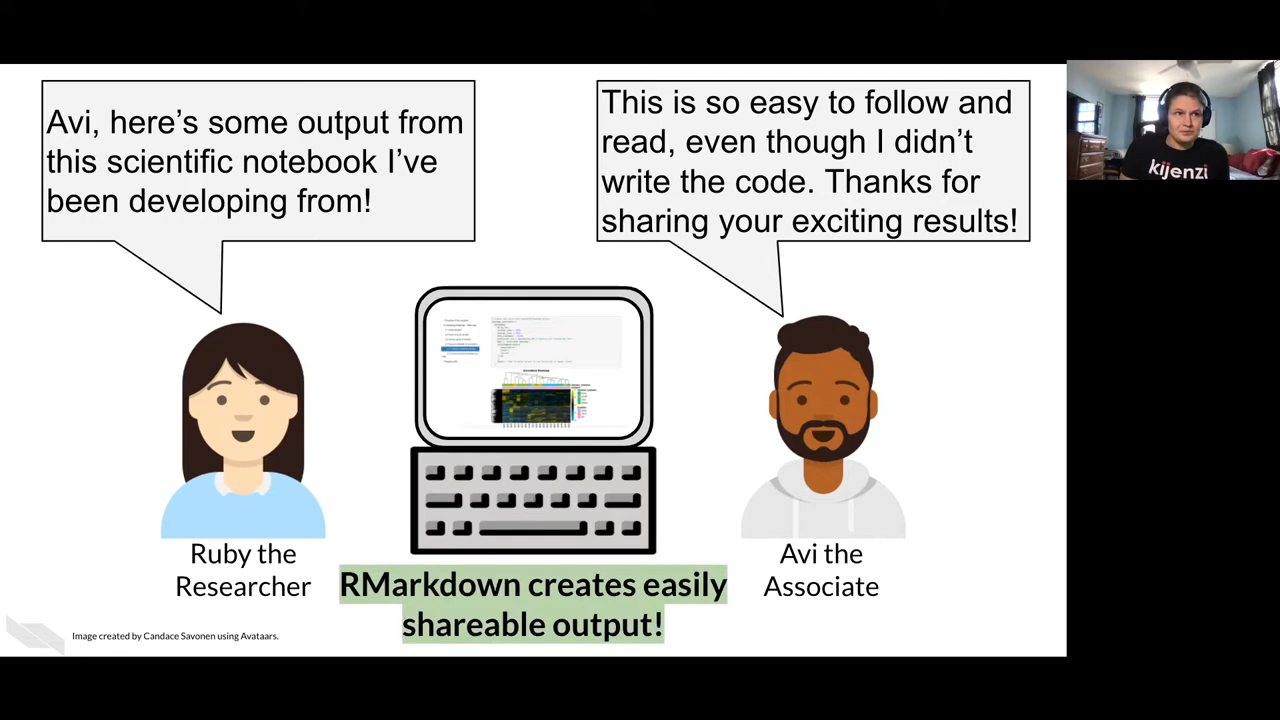 Avi, here's some output from
this scientific notebook I've
been developing from!
This is so easy to follow and
read, even though I didn't
write the code. Thanks for
sharing your exciting results!
kijenzi
Ruby the
Researcher
RMarkdown creates easily
shareable output!
Avi the
Associate
Image created by Candace Savonen using Avataars.